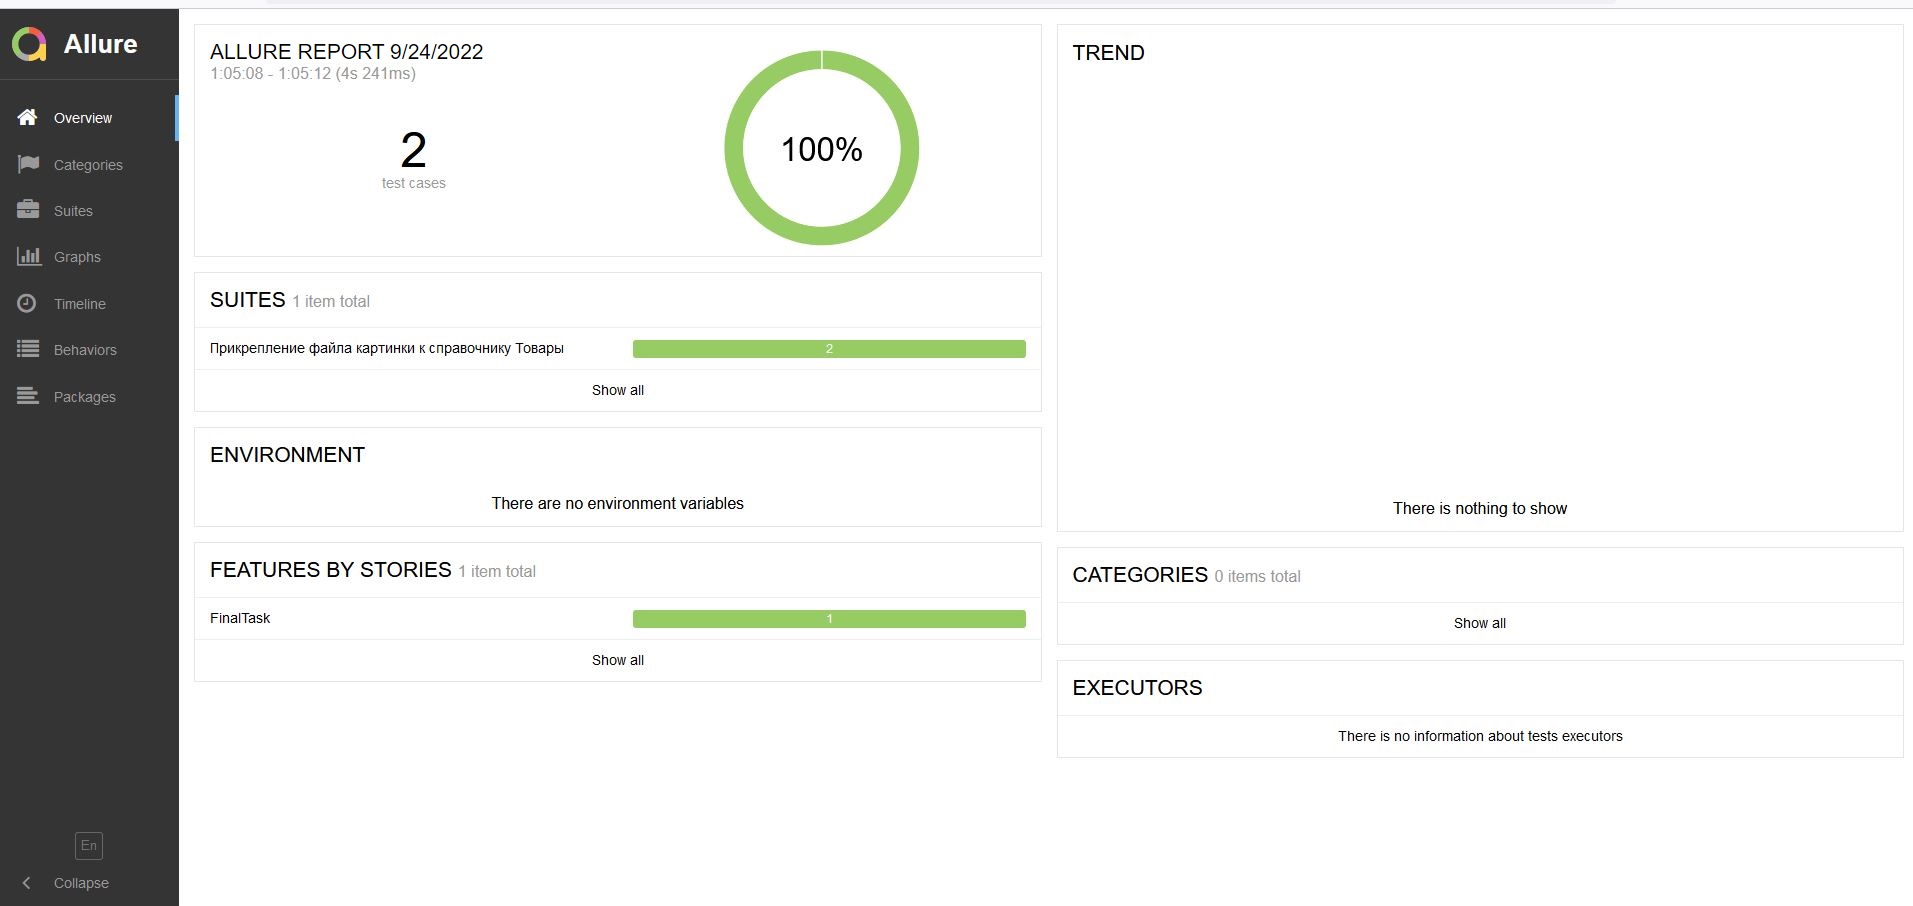 Allure
Overview
Categories
Suites
Graphs
Timeline
Behaviors
Packages
En
Collapse
ALLURE REPORT 9/24/2022
1:05:08 - 1:05:12 (4s 241ms)
2
test cases
100%
SUITES 1 item total
Прикрепление файла картинки к справочнику Товары 2
Show all
ENVIRONMENT
There are no environment variables
FEATURES BY STORIES 1 item total
FinalTask 1
Show all
TREND
There is nothing to show
CATEGORIES 0 items total
Show all
EXECUTORS
There is no information about tests executors